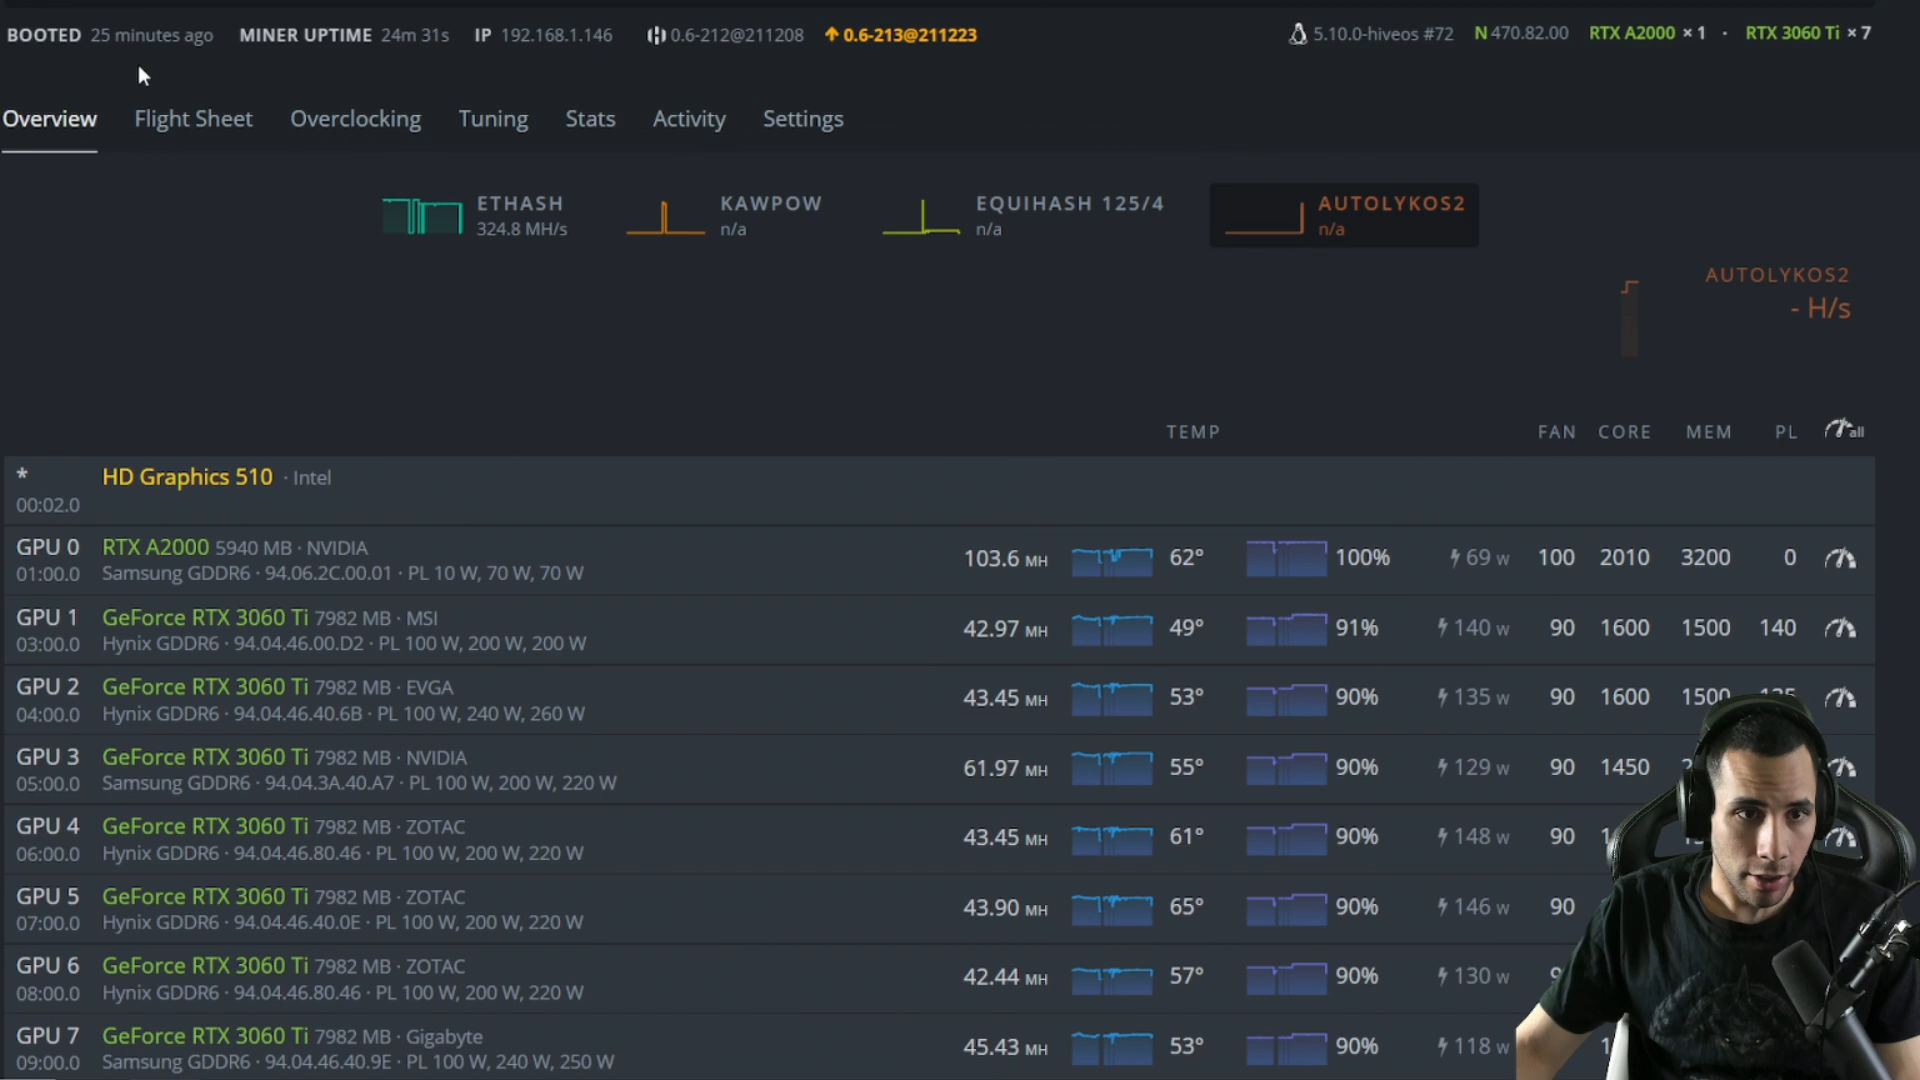 BOOTED 25 minutes ago MINER UPTIME 24m 31s IP 192.168.1.146 0.6-212@211208 0.6-213@211223 5.10.0-hiveos #72 N 470.82.00 RTX A2000 × 1 · RTX 3060 Ti × 7
Overview Flight Sheet Overclocking Tuning Stats Activity Settings
ETHASH KAWPOW EQUIHASH 125/4 AUTOLYKOS2
324.8 MH/s n/a n/a n/a
AUTOLYKOS2
- H/s
TEMP FAN CORE MEM PL all
* HD Graphics 510 · Intel
00:02.0
GPU 0 RTX A2000 5940 MB · NVIDIA 103.6 MH 62° 100% 69 w 100 2010 3200 0
01:00.0 Samsung GDDR6 · 94.06.2C.00.01 · PL 10 W, 70 W, 70 W
GPU 1 GeForce RTX 3060 Ti 7982 MB · MSI 42.97 MH 49° 91% 140 w 90 1600 1500 140
03:00.0 Hynix GDDR6 · 94.04.46.00.D2 · PL 100 W, 200 W, 200 W
GPU 2 GeForce RTX 3060 Ti 7982 MB · EVGA 43.45 MH 53° 90% 135 w 90 1600 1500
04:00.0 Hynix GDDR6 · 94.04.46.40.6B · PL 100 W, 240 W, 260 W
GPU 3 GeForce RTX 3060 Ti 7982 MB · NVIDIA 61.97 MH 55° 90% 129 w 90 1450
05:00.0 Samsung GDDR6 · 94.04.3A.40.A7 · PL 100 W, 200 W, 220 W
GPU 4 GeForce RTX 3060 Ti 7982 MB · ZOTAC 43.45 MH 61° 90% 148 w 90
06:00.0 Hynix GDDR6 · 94.04.46.80.46 · PL 100 W, 200 W, 220 W
GPU 5 GeForce RTX 3060 Ti 7982 MB · ZOTAC 43.90 MH 65° 90% 146 w 90
07:00.0 Hynix GDDR6 · 94.04.46.40.0E · PL 100 W, 200 W, 220 W
GPU 6 GeForce RTX 3060 Ti 7982 MB · ZOTAC 42.44 MH 57° 90% 130 w
08:00.0 Hynix GDDR6 · 94.04.46.80.46 · PL 100 W, 200 W, 220 W
GPU 7 GeForce RTX 3060 Ti 7982 MB · Gigabyte 45.43 MH 53° 90% 118 w
09:00.0 Samsung GDDR6 · 94.04.46.40.9E · PL 100 W, 240 W, 250 W